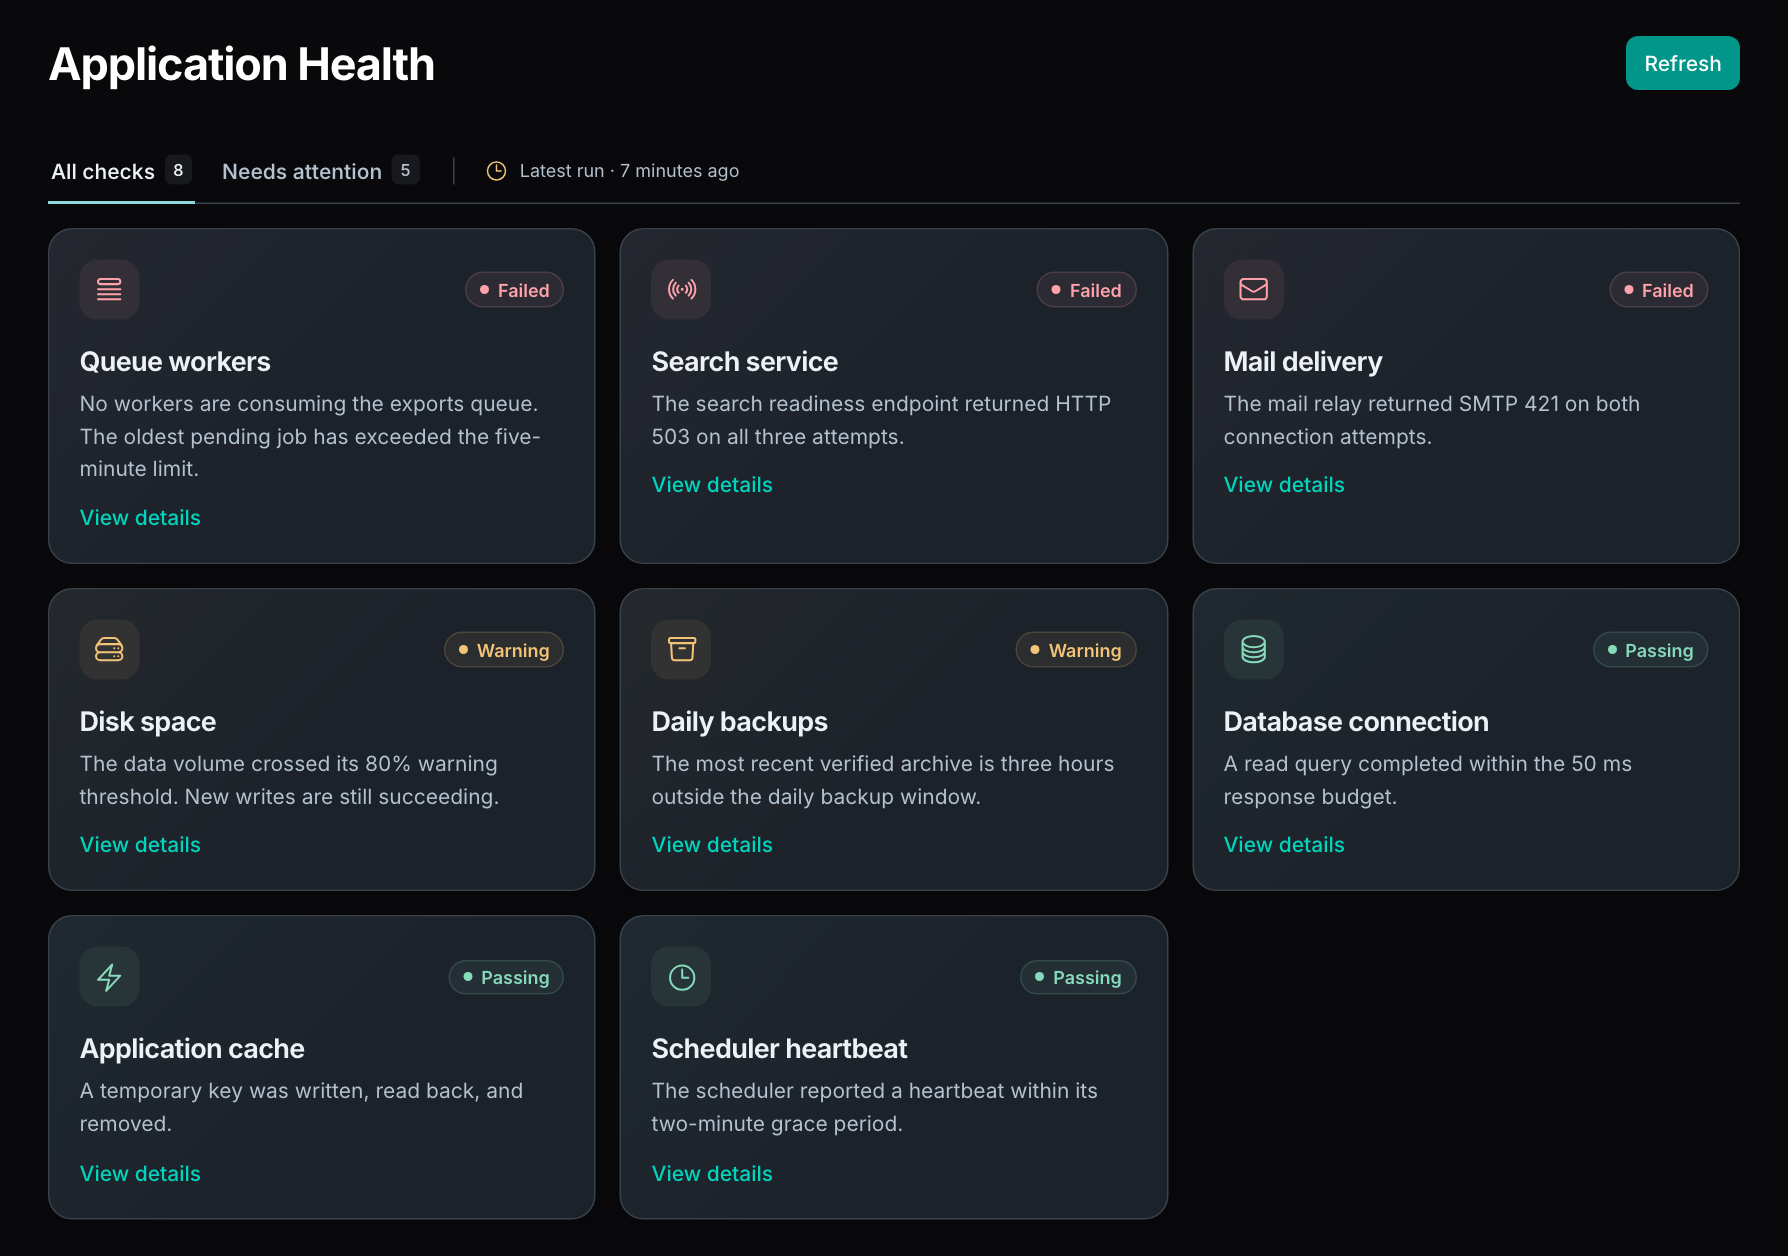 Application Health
Refresh
All checks 8
Needs attention 5
Latest run · 7 minutes ago
Failed
Queue workers
No workers are consuming the exports queue.
The oldest pending job has exceeded the five-
minute limit.
View details
Failed
Search service
The search readiness endpoint returned HTTP
503 on all three attempts.
View details
Failed
Mail delivery
The mail relay returned SMTP 421 on both
connection attempts.
View details
Warning
Disk space
The data volume crossed its 80% warning
threshold. New writes are still succeeding.
View details
Warning
Daily backups
The most recent verified archive is three hours
outside the daily backup window.
View details
Passing
Database connection
A read query completed within the 50 ms
response budget.
View details
Passing
Application cache
A temporary key was written, read back, and
removed.
View details
Passing
Scheduler heartbeat
The scheduler reported a heartbeat within its
two-minute grace period.
View details